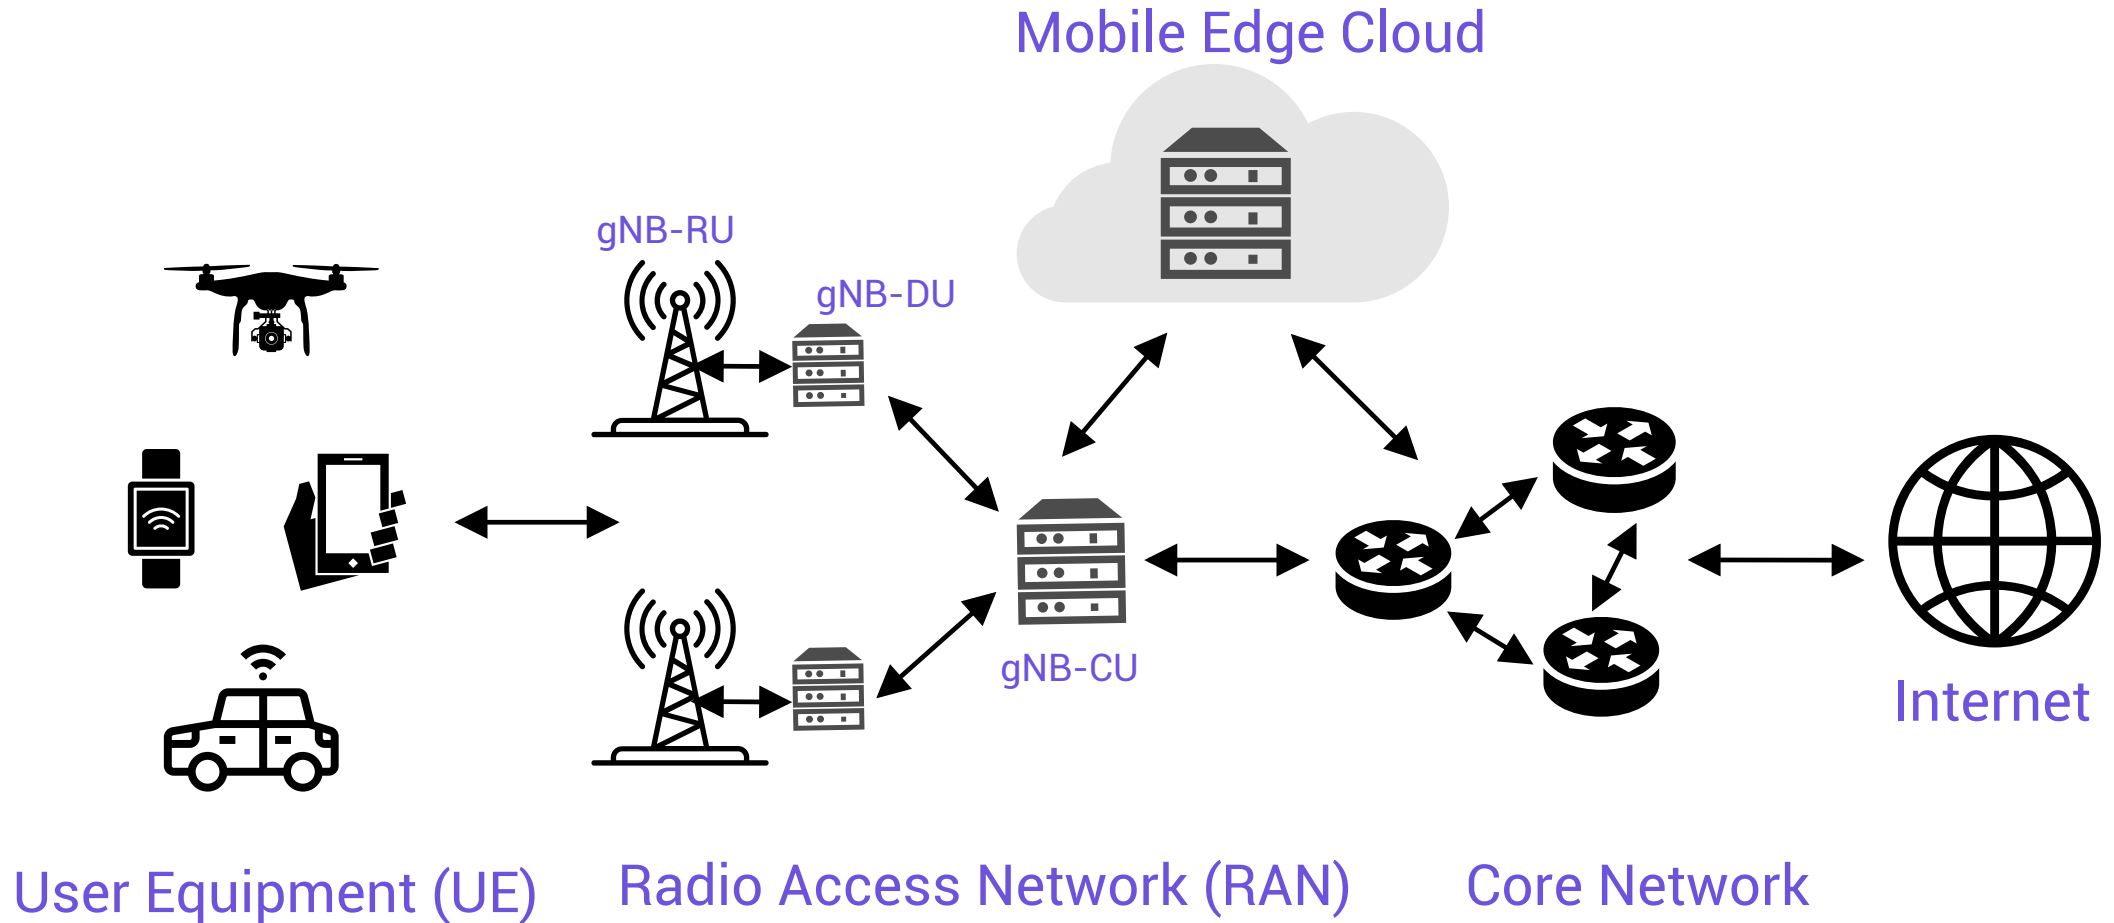 Mobile Edge Cloud
gNB-RU
gNB-DU
gNB-CU
Internet
User Equipment (UE)
Radio Access Network (RAN)
Core Network